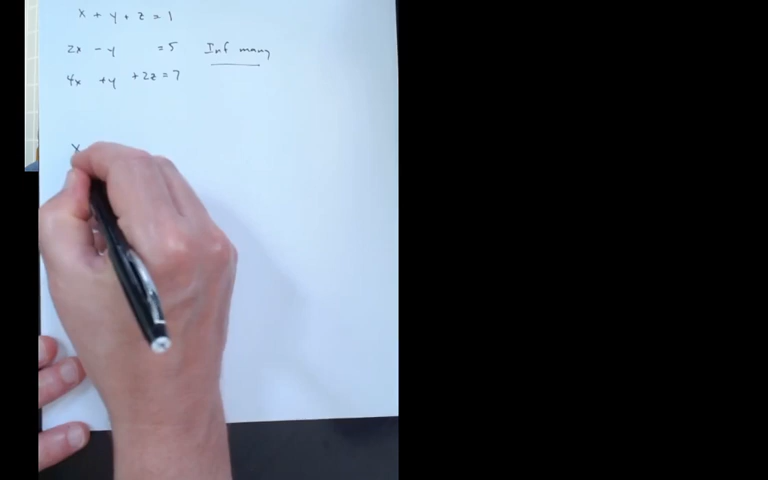 x + y + z = 1
2x - y = 5 Inf many
4x + y + 2z = 7
x